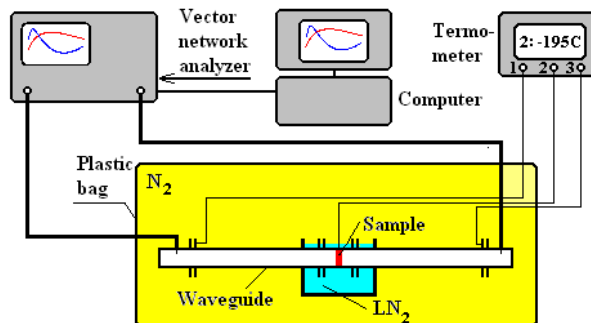 Vector
network
analyzer
Computer
Termo-
meter
2: -195C
1 2 3
Plastic
bag
N2
Sample
Waveguide
LN2